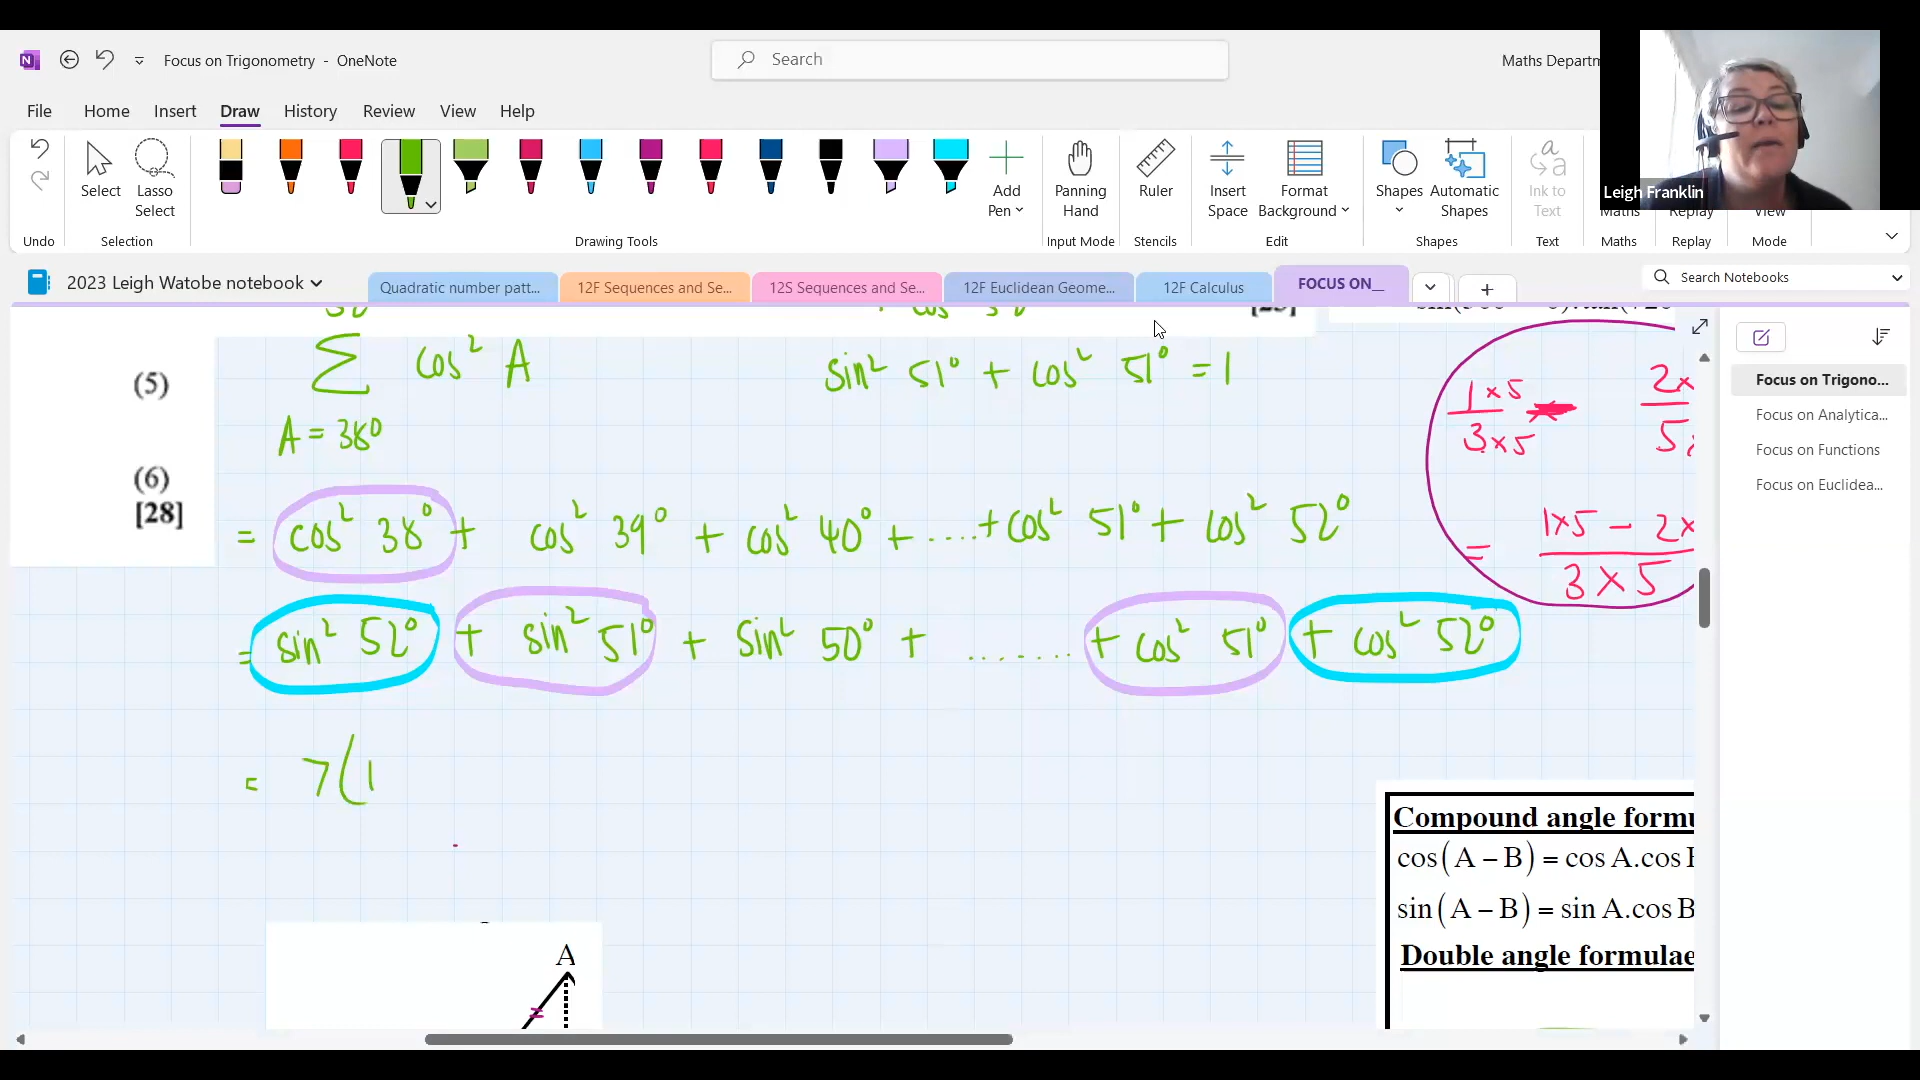 Focus on Trigonometry - OneNote
Search
Maths Departm
Leigh Franklin
File Home Insert Draw History Review View Help
Select
Lasso Select
Add Pen
Panning Hand
Ruler
Insert Space
Format Background
Shapes
Automatic Shapes
Ink to Text
Maths
Replay
View
Undo Selection Drawing Tools Input Mode Stencils Edit Shapes Text Maths Replay Mode
2023 Leigh Watobe notebook
Quadratic number patt... 12F Sequences and Se... 12S Sequences and Se... 12F Euclidean Geome... 12F Calculus FOCUS ON_
Search Notebooks
Focus on Trigono...
Focus on Analytica...
Focus on Functions
Focus on Euclidea...
(5)
(6)
[28]
∑ cos² A
A = 38°
sin² 51° + cos² 51° = 1
= cos² 38° + cos² 39° + cos² 40° + ....+ cos² 51° + cos² 52°
= sin² 52° + sin² 51° + sin² 50° + ........ + cos² 51° + cos² 52°
= 7(1
1×5 2×
3×5 5
= 1×5 − 2×
3×5
A
Compound angle formu
cos(A − B) = cos A.cos B
sin(A − B) = sin A.cos B
Double angle formulae